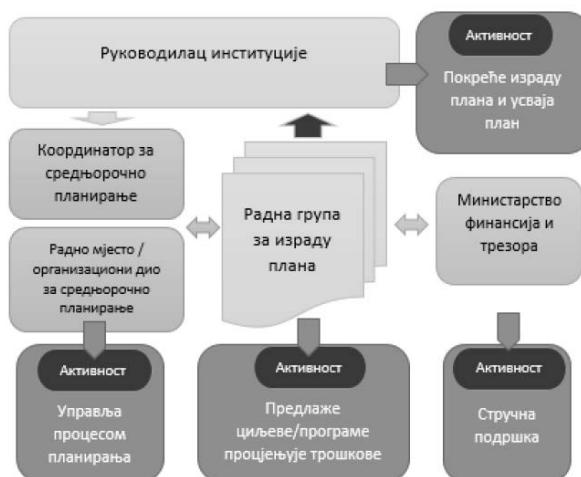 Руководилац институције
Активност
Покреће израду
плана и усваја
план
Координатор за
средњорочно
планирање
Радна група
за израду
плана
Министарство
финансија и
трезора
Радно мјесто /
организациони дио
за средњорочно
планирање
Активност
Управља
процесом
планирања
Активност
Предлаже
циљеве/програме
процјењује трошкове
Активност
Стручна
подршка